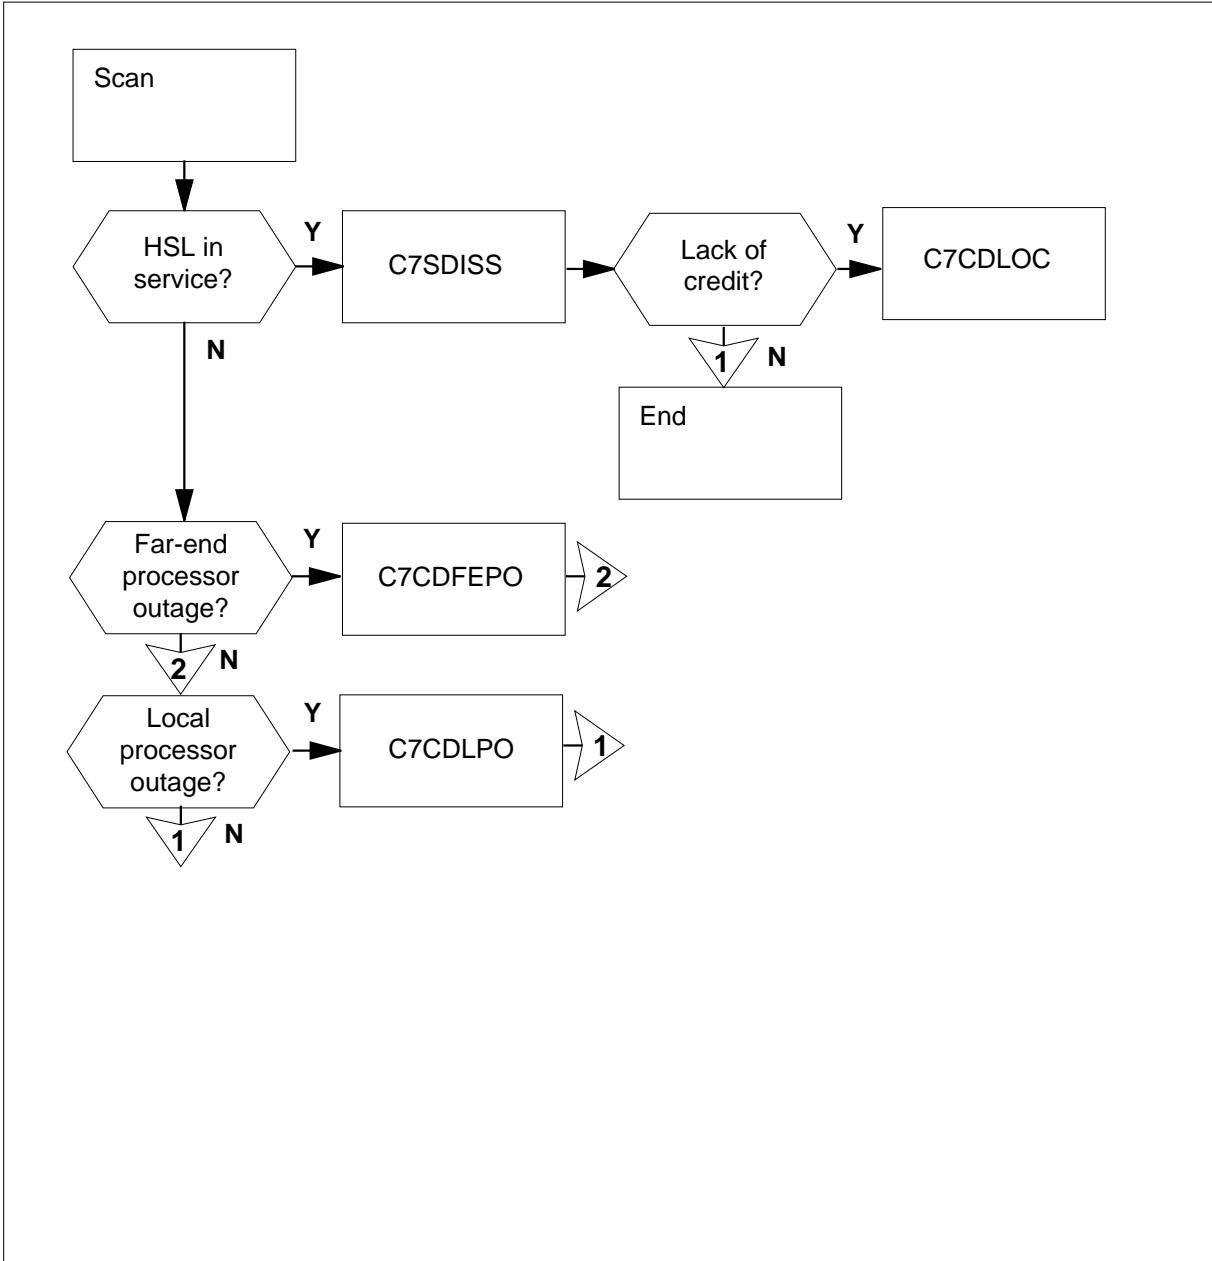 Scan
HSL in
service?
Y
C7SDISS
Lack of
credit?
Y
C7CDLOC
N
1
N
End
Far-end
processor
outage?
Y
C7CDFEPO
2
2
N
Local
processor
outage?
Y
C7CDLPO
1
1
N